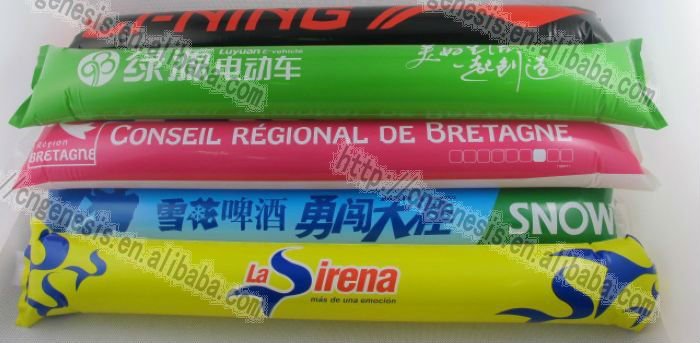 LI-NING
绿源电动车
Luyuan E-vehicle
Région
BRETAGNE
CONSEIL RÉGIONAL DE BRETAGNE
雪花啤酒 勇闯天涯 SNOW
La Sirena
más de una emoción
http://cngenesis.en.alibaba.com